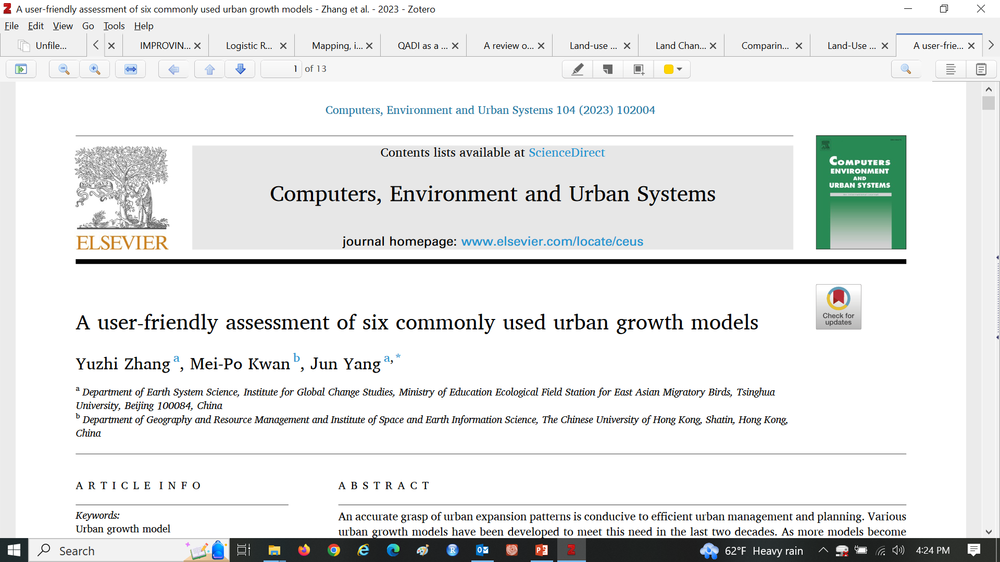 A user-friendly assessment of six commonly used urban growth models - Zhang et al. - 2023 - Zotero
File Edit View Go Tools Help
Unfile...
IMPROVIN...
Logistic R...
Mapping, i...
QADI as a ...
A review o...
Land-use ...
Land Chan...
Comparin...
Land-Use ...
A user-frie...
1 of 13
Computers, Environment and Urban Systems 104 (2023) 102004
NON SOLUS
ELSEVIER
Contents lists available at ScienceDirect
Computers, Environment and Urban Systems
journal homepage: www.elsevier.com/locate/ceus
COMPUTERS
ENVIRONMENT
AND
URBAN SYSTEMS
An International Journal
Check for
updates
A user-friendly assessment of six commonly used urban growth models
Yuzhi Zhang a, Mei-Po Kwan b, Jun Yang a,*
a Department of Earth System Science, Institute for Global Change Studies, Ministry of Education Ecological Field Station for East Asian Migratory Birds, Tsinghua
University, Beijing 100084, China
b Department of Geography and Resource Management and Institute of Space and Earth Information Science, The Chinese University of Hong Kong, Shatin, Hong Kong,
China
ARTICLE INFO
Keywords:
Urban growth model
ABSTRACT
An accurate grasp of urban expansion patterns is conducive to efficient urban management and planning. Various
urban growth models have been developed to meet this need in the last two decades. As more models become
Search
62°F Heavy rain
4:24 PM